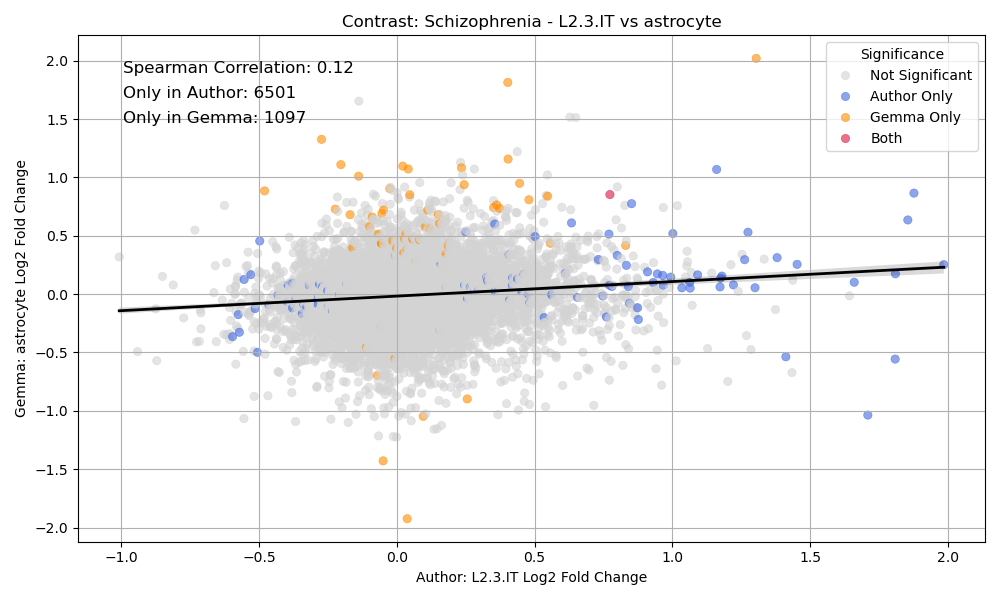 Contrast: Schizophrenia - L2.3.IT vs astrocyte
Spearman Correlation: 0.12
Only in Author: 6501
Only in Gemma: 1097
Significance
Not Significant
Author Only
Gemma Only
Both
Gemma: astrocyte Log2 Fold Change
2.0
1.5
1.0
0.5
0.0
−0.5
−1.0
−1.5
−2.0
−1.0
−0.5
0.0
0.5
1.0
1.5
2.0
Author: L2.3.IT Log2 Fold Change